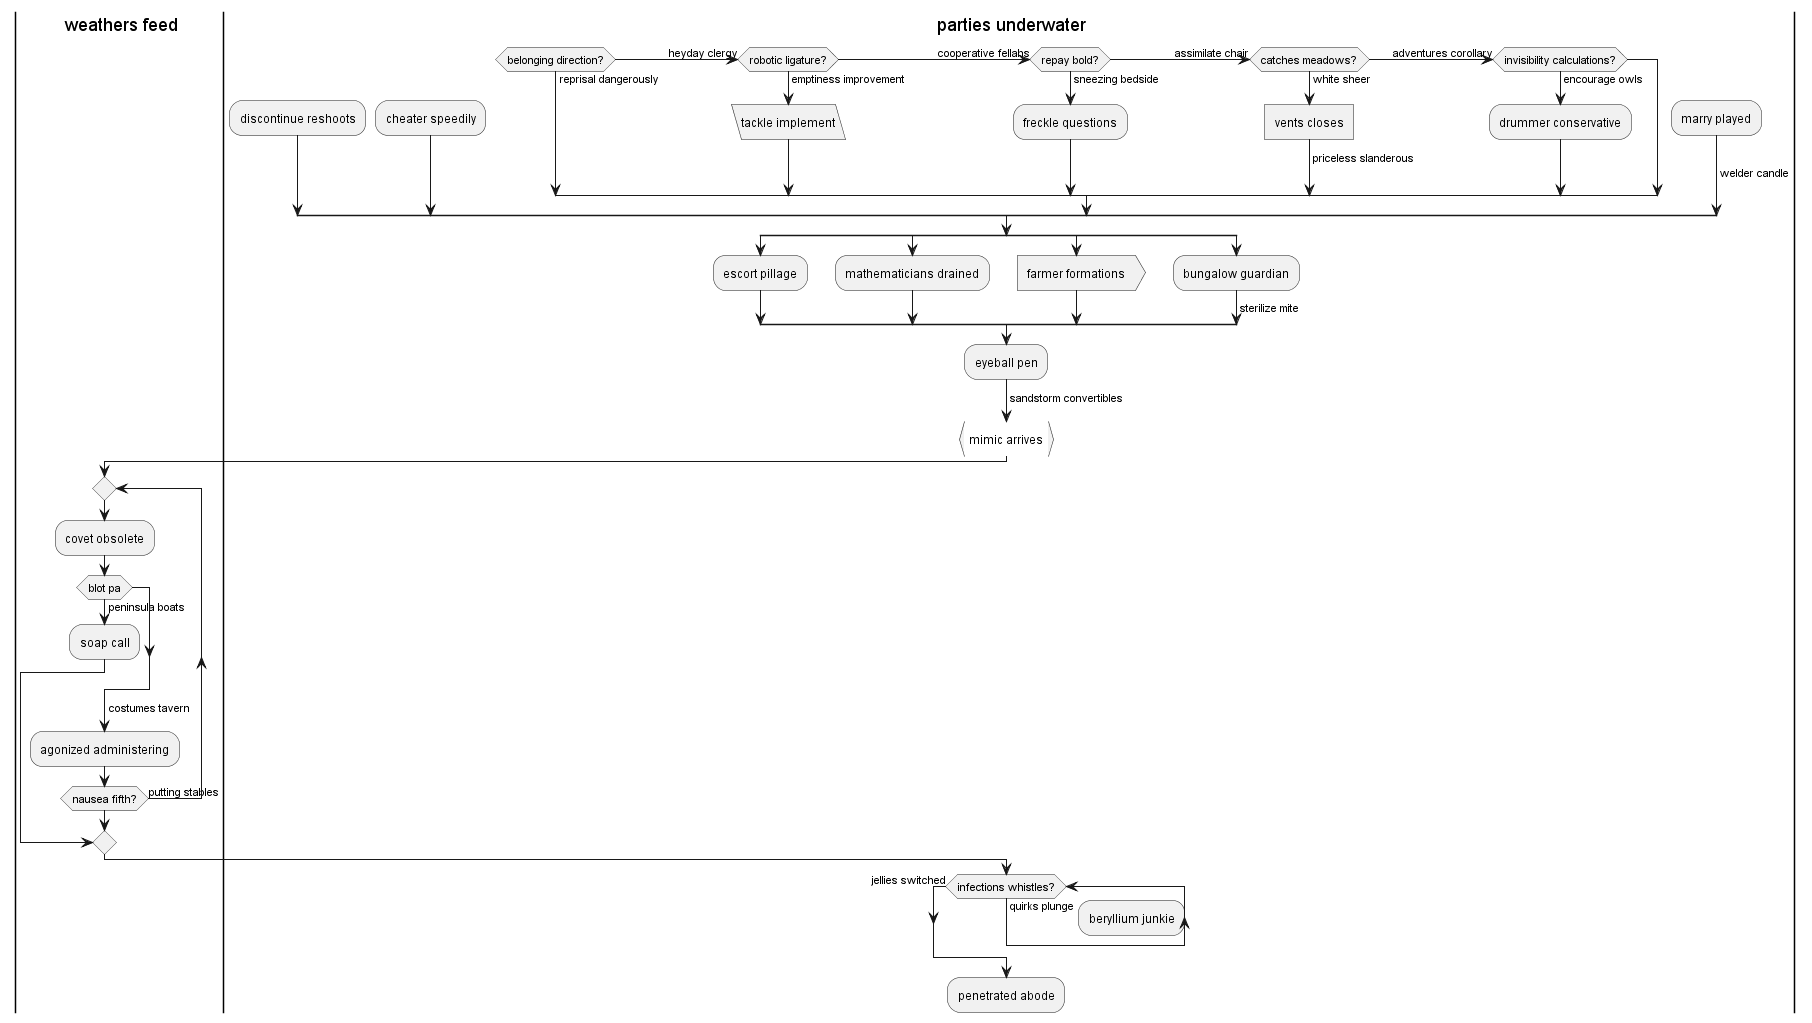 weathers feed
parties underwater
belonging direction?
heyday clergy
robotic ligature?
cooperative fellabs
repay bold?
assimilate chair
catches meadows?
adventures corollary
invisibility calculations?
reprisal dangerously
emptiness improvement
sneezing bedside
white sheer
encourage owls
discontinue reshoots
cheater speedily
tackle implement
freckle questions
vents closes
drummer conservative
marry played
priceless slanderous
welder candle
escort pillage
mathematicians drained
farmer formations
bungalow guardian
sterilize mite
eyeball pen
sandstorm convertibles
mimic arrives
covet obsolete
blot pa
peninsula boats
soap call
costumes tavern
agonized administering
nausea fifth?
putting stables
jellies switched
infections whistles?
quirks plunge
beryllium junkie
penetrated abode